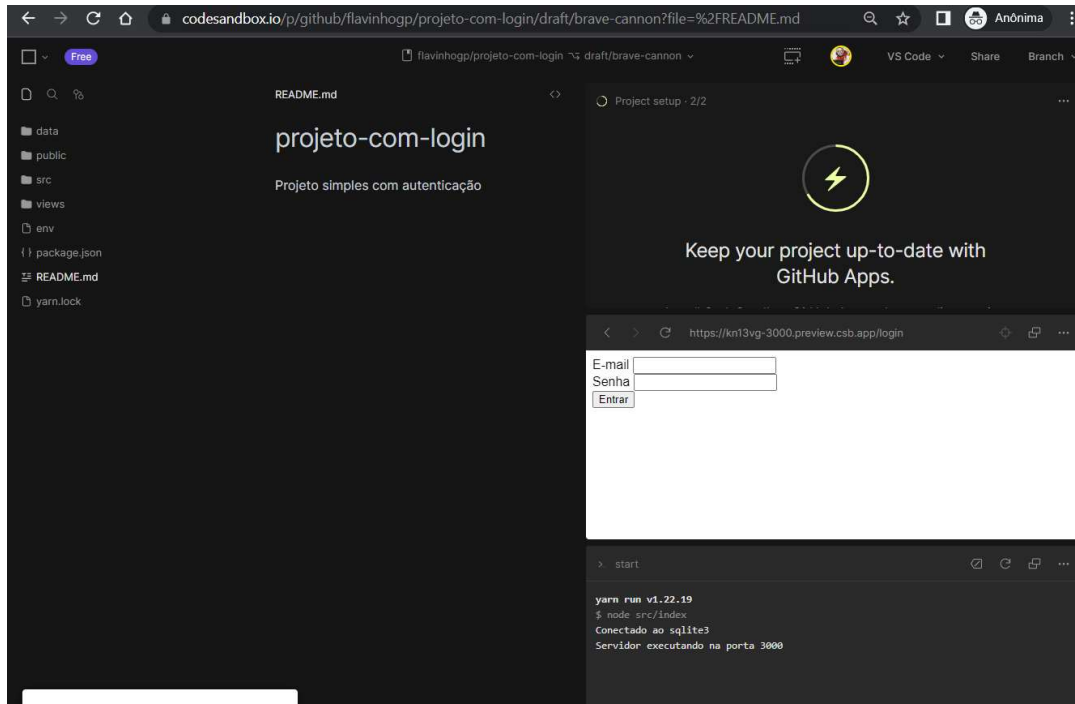 codesandbox.io/p/github/flavinhogp/projeto-com-login/draft/brave-cannon?file=%2FREADME.md
Anônima
Free
flavinhogp/projeto-com-login
draft/brave-cannon
VS Code
Share
Branch
data
public
src
views
env
package.json
README.md
yarn.lock
README.md
projeto-com-login
Projeto simples com autenticação
Project setup · 2/2
Keep your project up-to-date with
GitHub Apps.
https://kn13vg-3000.preview.csb.app/login
E-mail
Senha
Entrar
start
yarn run v1.22.19
$ node src/index
Conectado ao sqlite3
Servidor executando na porta 3000